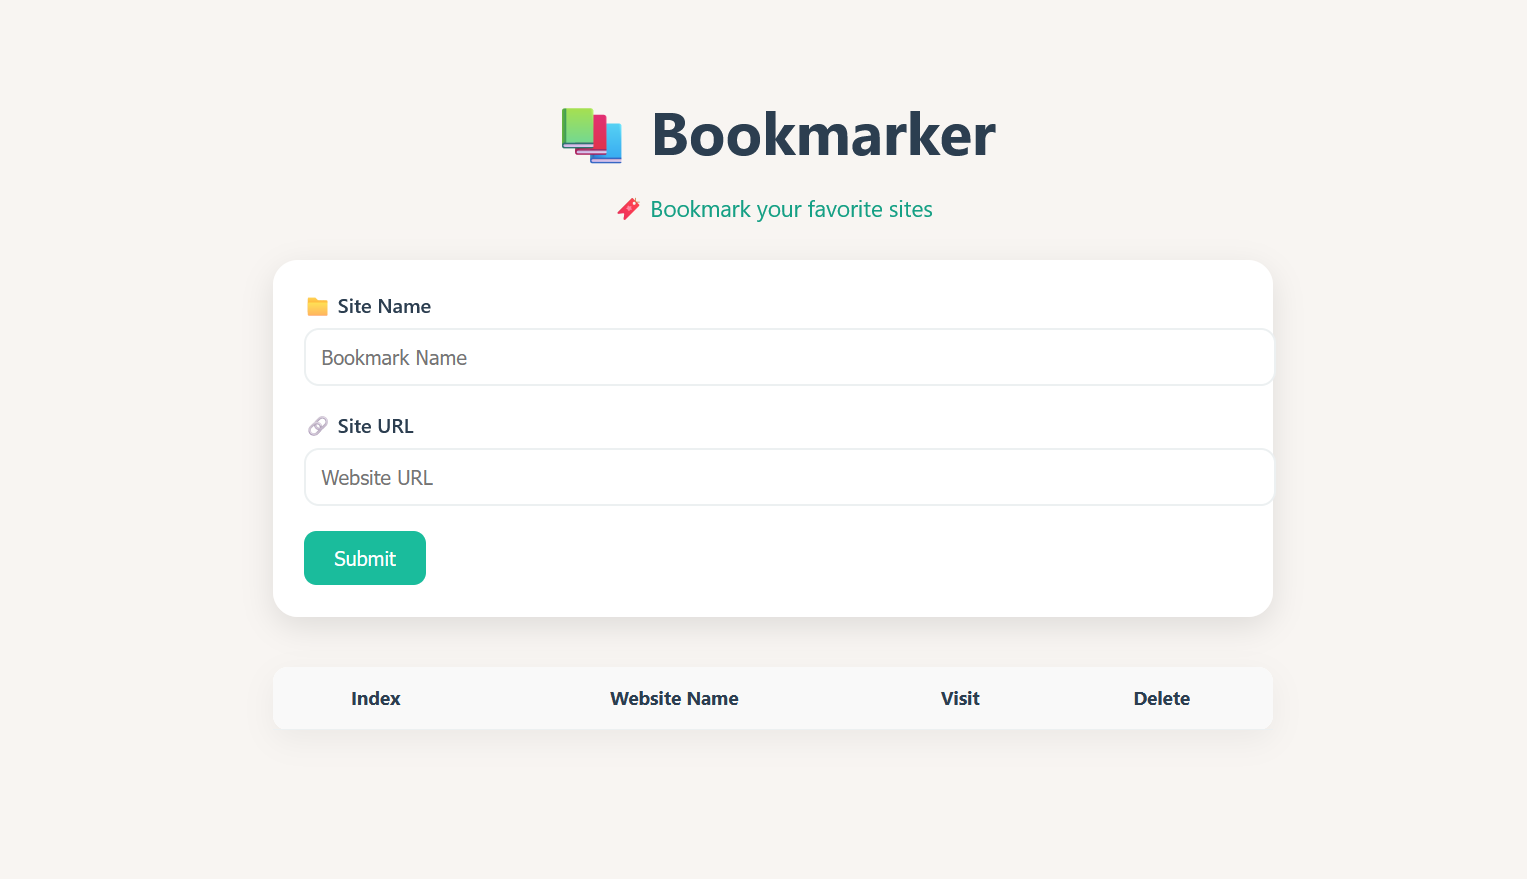 Bookmarker
Bookmark your favorite sites
Site Name
Bookmark Name
Site URL
Website URL
Submit
Index Website Name Visit Delete